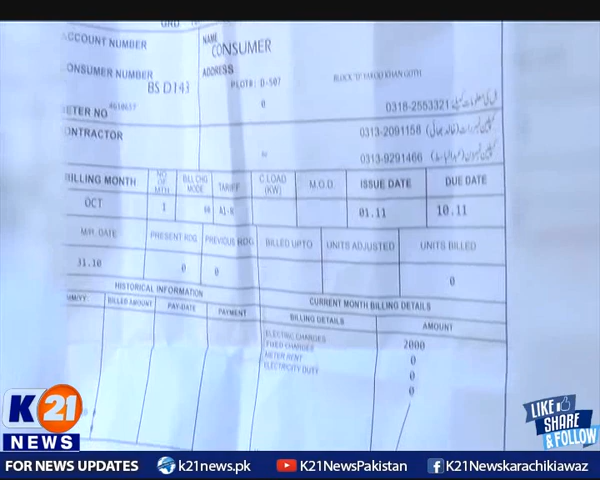 ACCOUNT NUMBER
NAME
CONSUMER
CONSUMER NUMBER
BS D143
ADDRESS
PLOT#: D-507
0
0318-2553321
METER NO
CONTRACTOR
0313-2091158
0313-9291466
BILLING MONTH NO OF MTH BILL CHG MODE TARIFF C.LOAD (KW) M.O.D ISSUE DATE DUE DATE
OCT 1 A1-R 01.11 10.11
M/R. DATE PRESENT RDG PREVIOUS RDG BILLED UPTO UNITS ADJUSTED UNITS BILLED
31.10 0 0 0
HISTORICAL INFORMATION CURRENT MONTH BILLING DETAILS
MM/YY: BILLED AMOUNT PAY-DATE PAYMENT BILLING DETAILS AMOUNT
ELECTRIC CHARGES 2000
FIXED CHARGES 0
METER RENT 0
ELECTRICITY DUTY 0
0
K21
NEWS
LIKE
SHARE
& FOLLOW
FOR NEWS UPDATES k21news.pk K21NewsPakistan K21Newskarachikiawaz